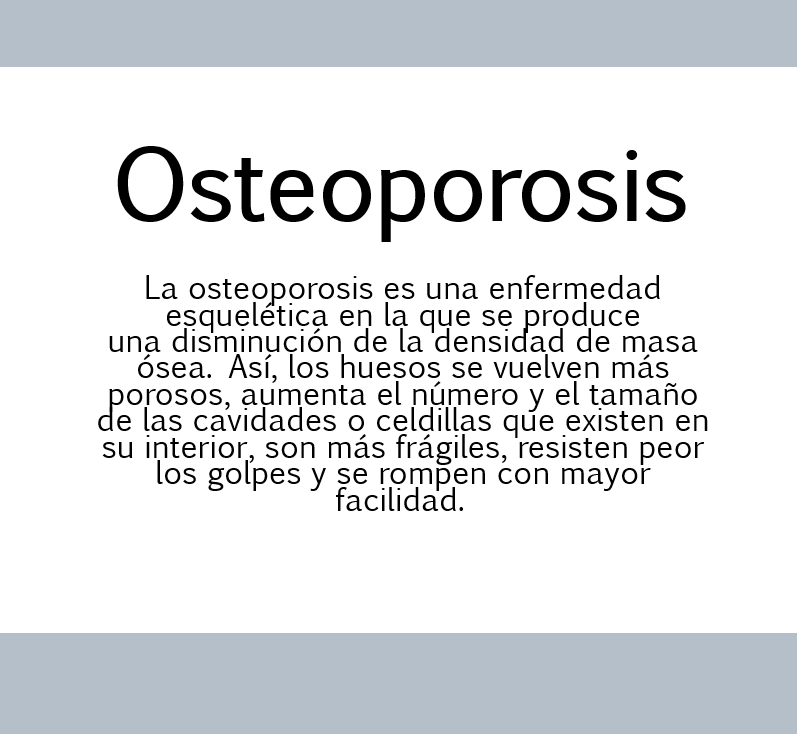 Osteoporosis
La osteoporosis es una enfermedad
esquelética en la que se produce
una disminución de la densidad de masa
ósea.  Así, los huesos se vuelven más
porosos, aumenta el número y el tamaño
de las cavidades o celdillas que existen en
su interior, son más frágiles, resisten peor
los golpes y se rompen con mayor
facilidad.